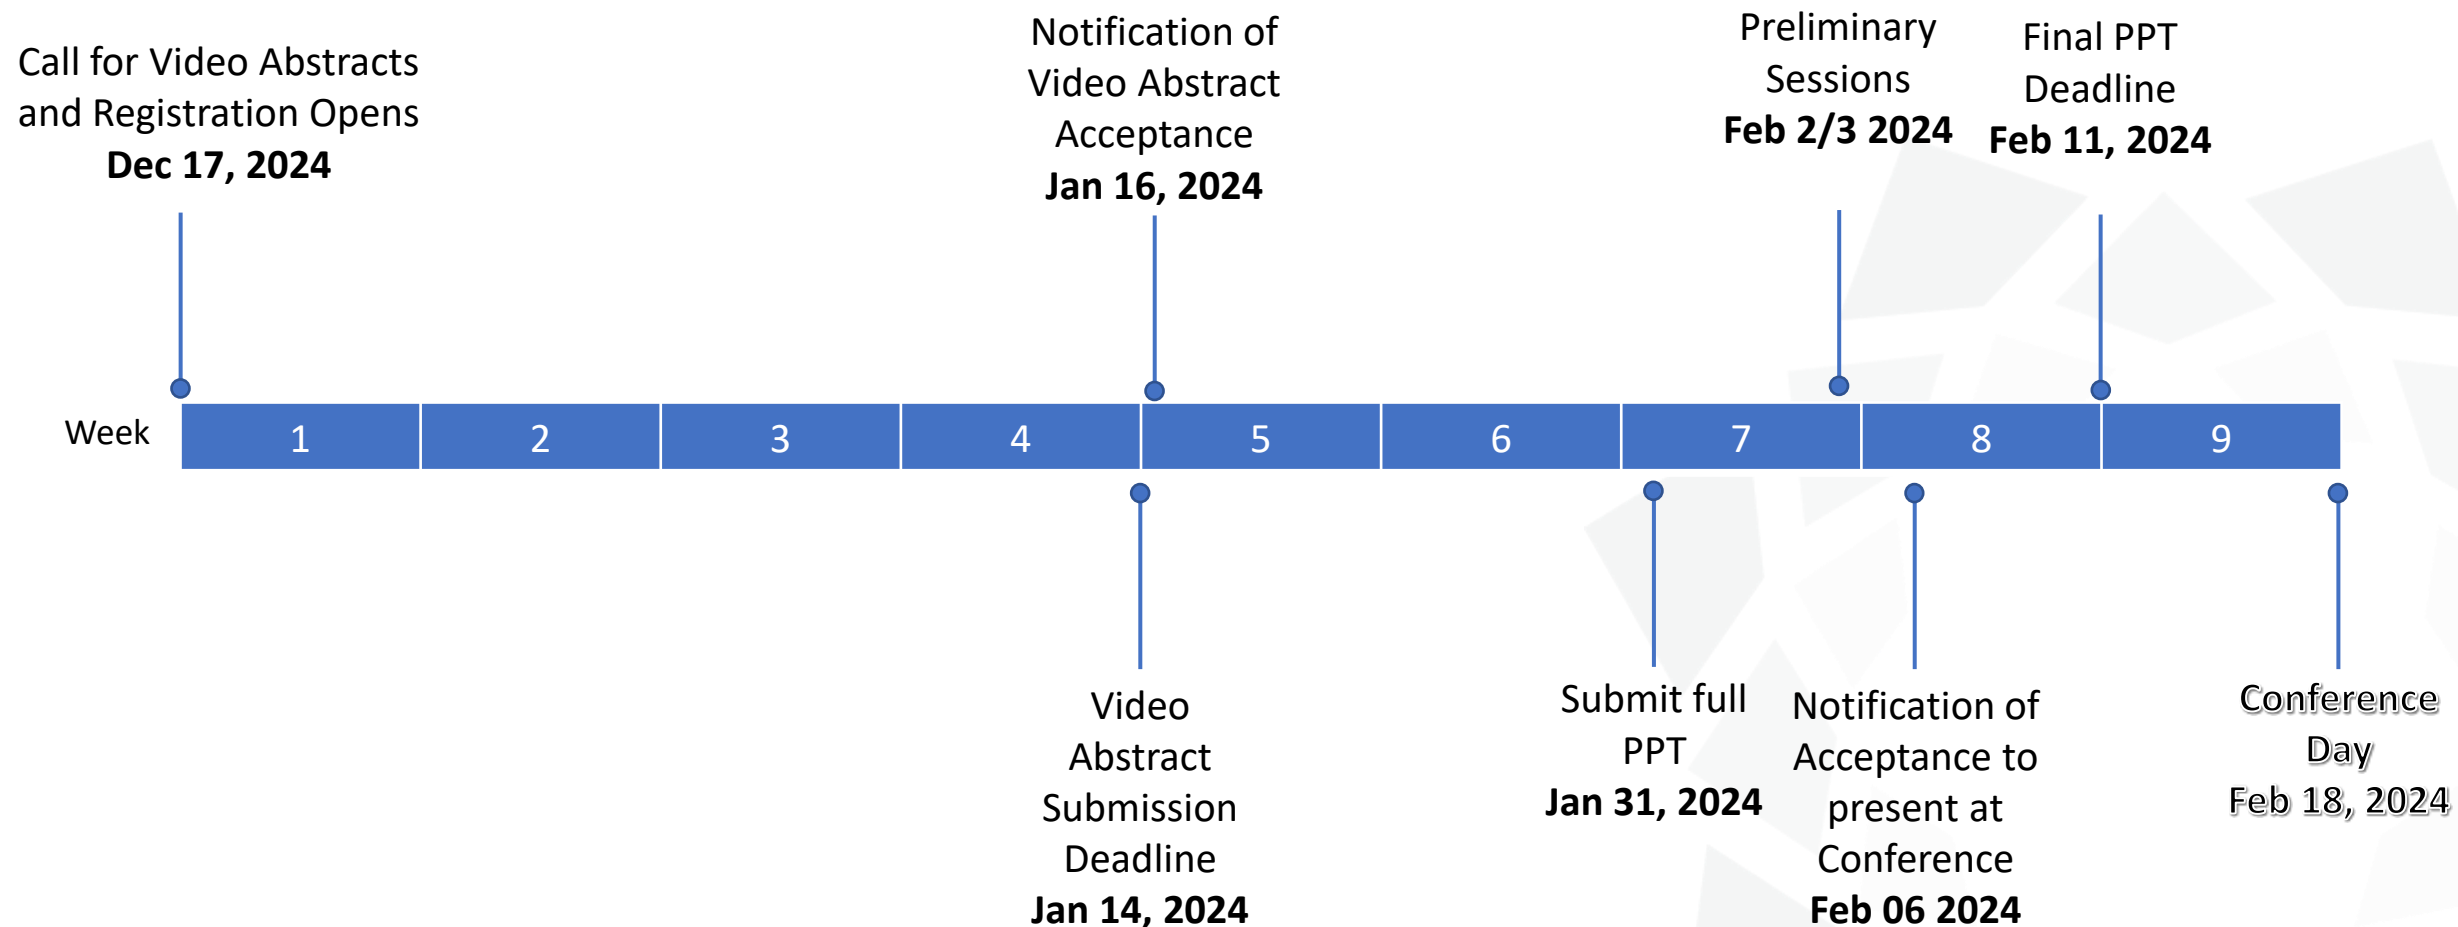 Call for Video Abstracts
and Registration Opens
Dec 17, 2024
Notification of
Video Abstract
Acceptance
Jan 16, 2024
Preliminary
Sessions
Feb 2/3 2024
Final PPT
Deadline
Feb 11, 2024
Week
1
2
3
4
5
6
7
8
9
Video
Abstract
Submission
Deadline
Jan 14, 2024
Submit full
PPT
Jan 31, 2024
Notification of
Acceptance to
present at
Conference
Feb 06 2024
Conference
Day
Feb 18, 2024